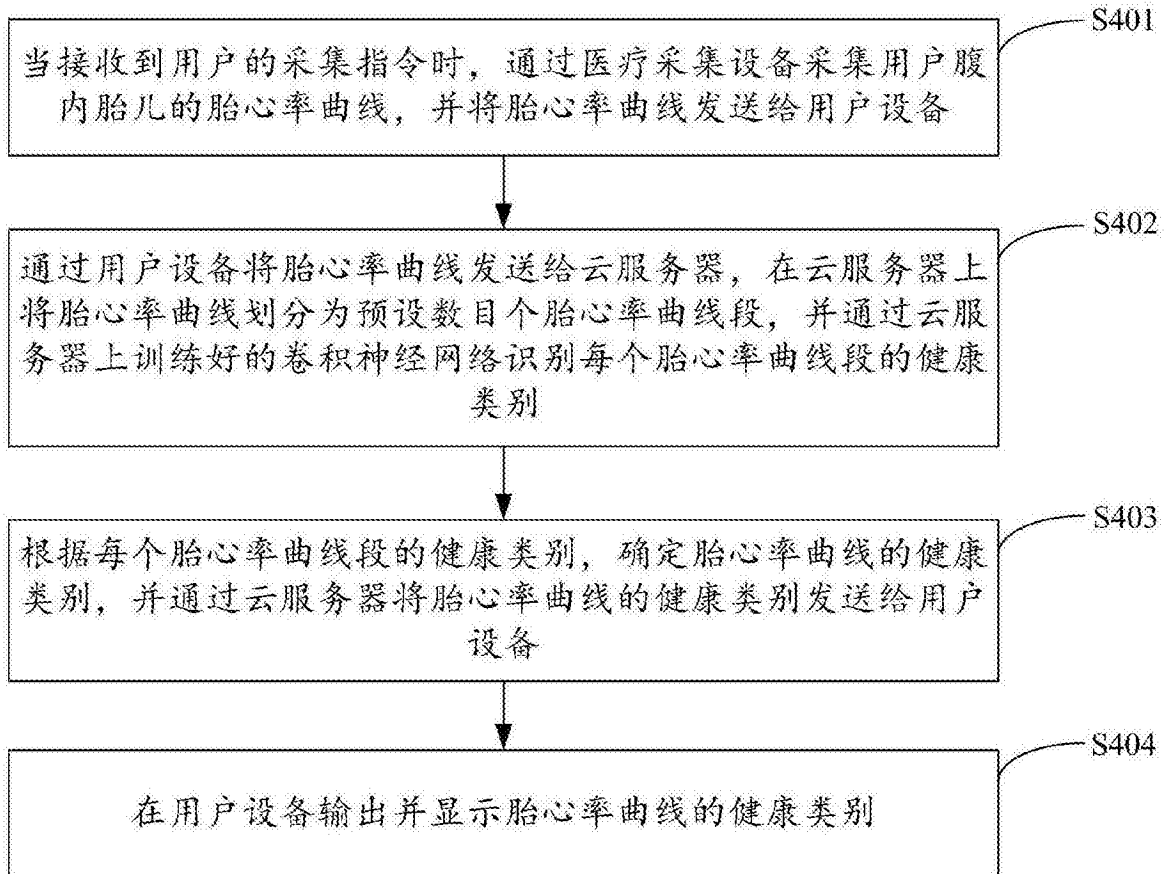 S401
当接收到用户的采集指令时，通过医疗采集设备采集用户腹
内胎儿的胎心率曲线，并将胎心率曲线发送给用户设备
S402
通过用户设备将胎心率曲线发送给云服务器，在云服务器上
将胎心率曲线划分为预设数目个胎心率曲线段，并通过云服
务器上训练好的卷积神经网络识别每个胎心率曲线段的健康
类别
S403
根据每个胎心率曲线段的健康类别，确定胎心率曲线的健康
类别，并通过云服务器将胎心率曲线的健康类别发送给用户
设备
S404
在用户设备输出并显示胎心率曲线的健康类别